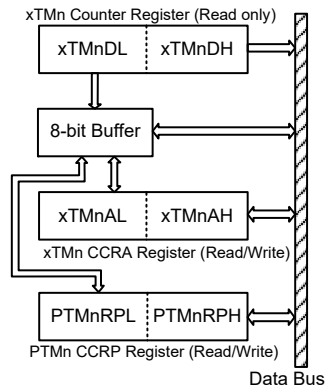 xTMn Counter Register (Read only)
xTMnDL xTMnDH
8-bit Buffer
xTMnAL xTMnAH
xTMn CCRA Register (Read/Write)
PTMnRPL PTMnRPH
PTMn CCRP Register (Read/Write)
Data Bus